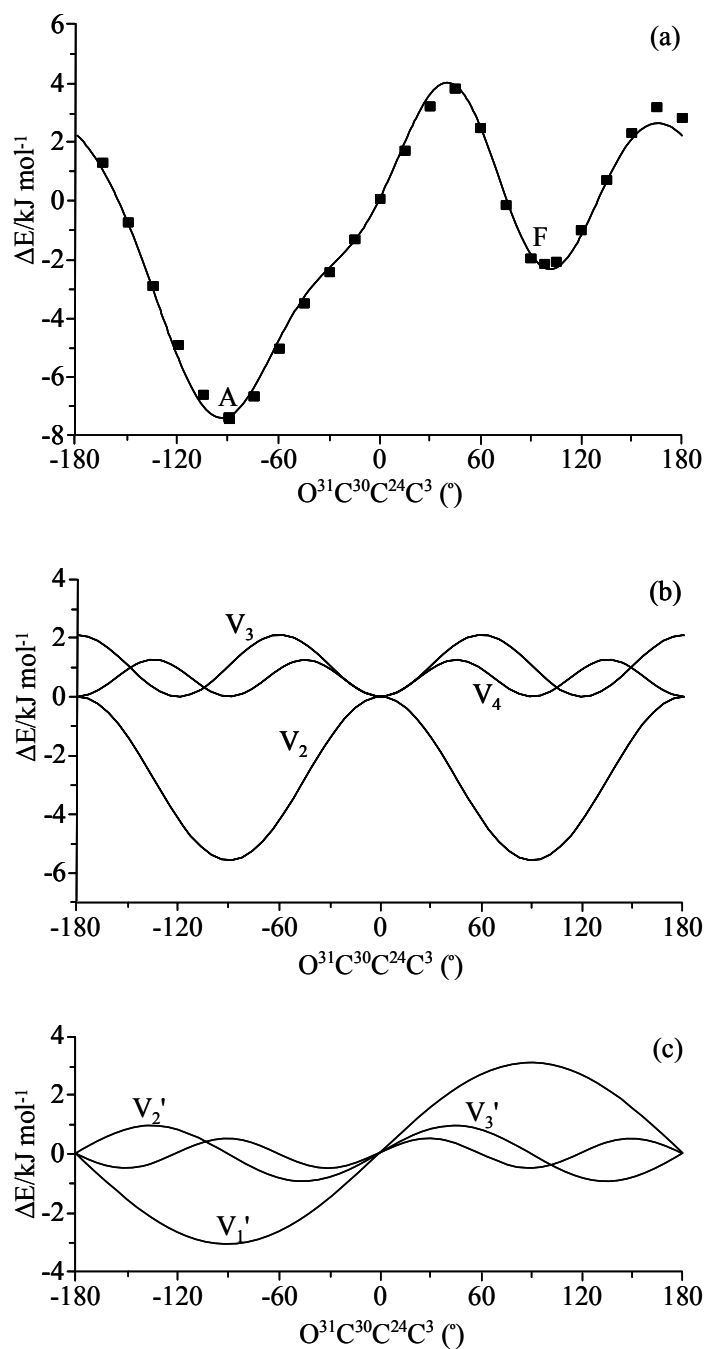 (a)
6
4
2
0
-2
-4
-6
-8
ΔE/kJ mol⁻¹
A
F
-180 -120 -60 0 60 120 180
O³¹C³⁰C²⁴C³ (º)
(b)
4
2
0
-2
-4
-6
ΔE/kJ mol⁻¹
V₃
V₄
V₂
-180 -120 -60 0 60 120 180
O³¹C³⁰C²⁴C³ (º)
(c)
4
2
0
-2
-4
ΔE/kJ mol⁻¹
V₂'
V₃'
V₁'
-180 -120 -60 0 60 120 180
O³¹C³⁰C²⁴C³ (º)